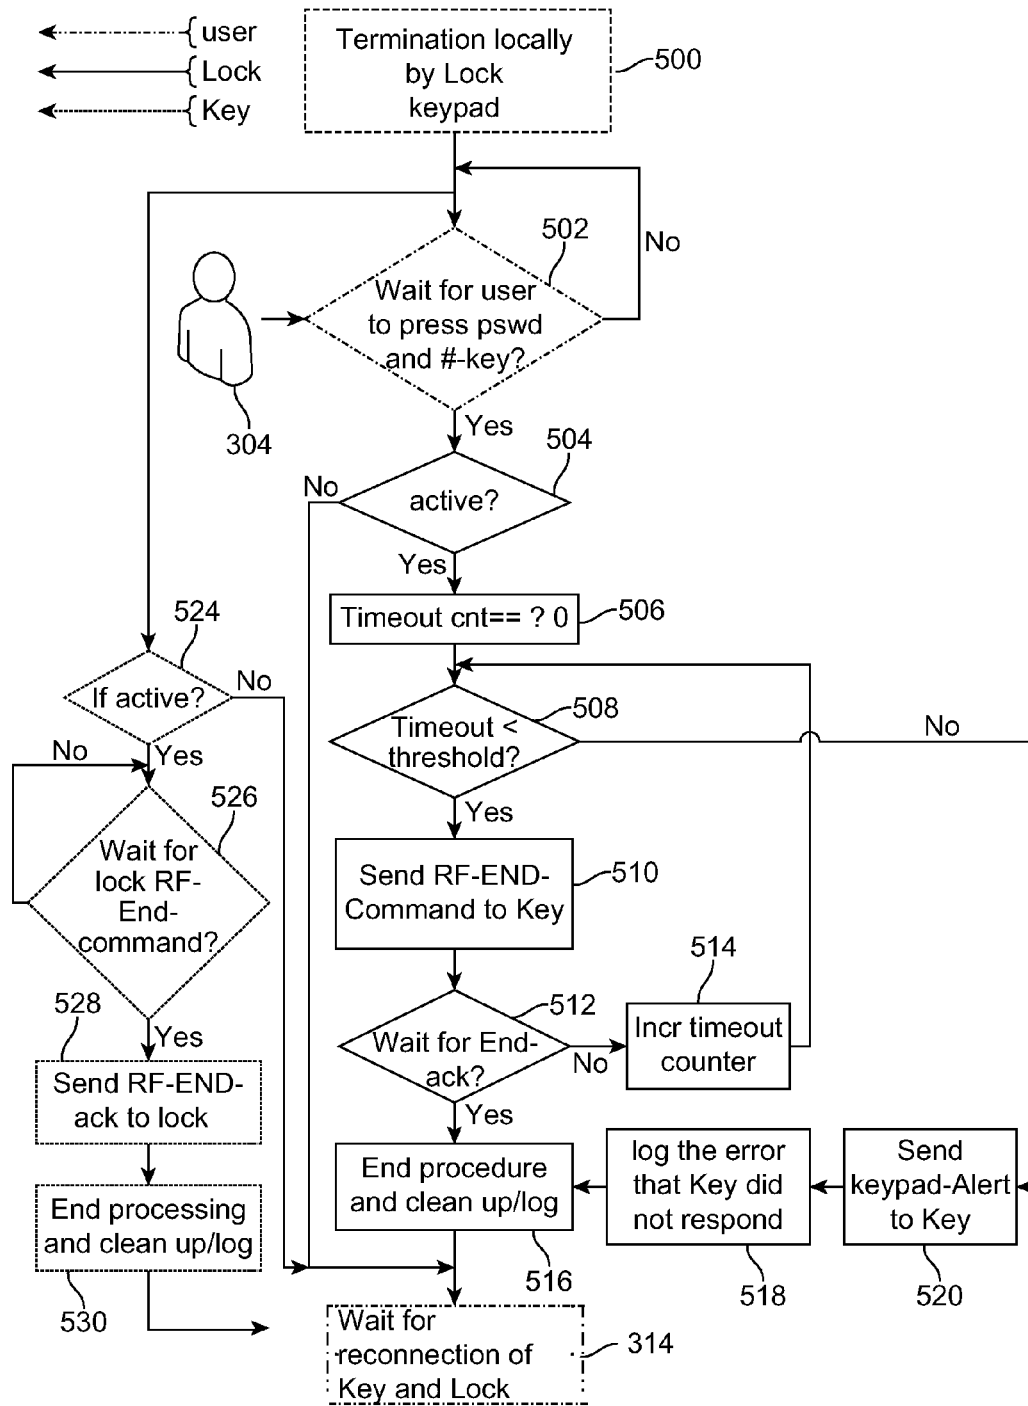 user
Lock
Key
Termination locally
by Lock
keypad
500
502
No
Wait for user
to press pswd
and #-key?
304
Yes
504
No
active?
Yes
Timeout cnt== ? 0
506
524
If active?
No
Yes
No
508
Timeout <
threshold?
No
Yes
526
Wait for
lock RF-
End-
command?
Send RF-END-
Command to Key
510
514
512
Wait for End-
ack?
No
Incr timeout
counter
528
Yes
Send RF-END-
ack to lock
Yes
End procedure
and clean up/log
log the error
that Key did
not respond
Send
keypad-Alert
to Key
End processing
and clean up/log
530
516
518
520
Wait for
reconnection of
Key and Lock
314